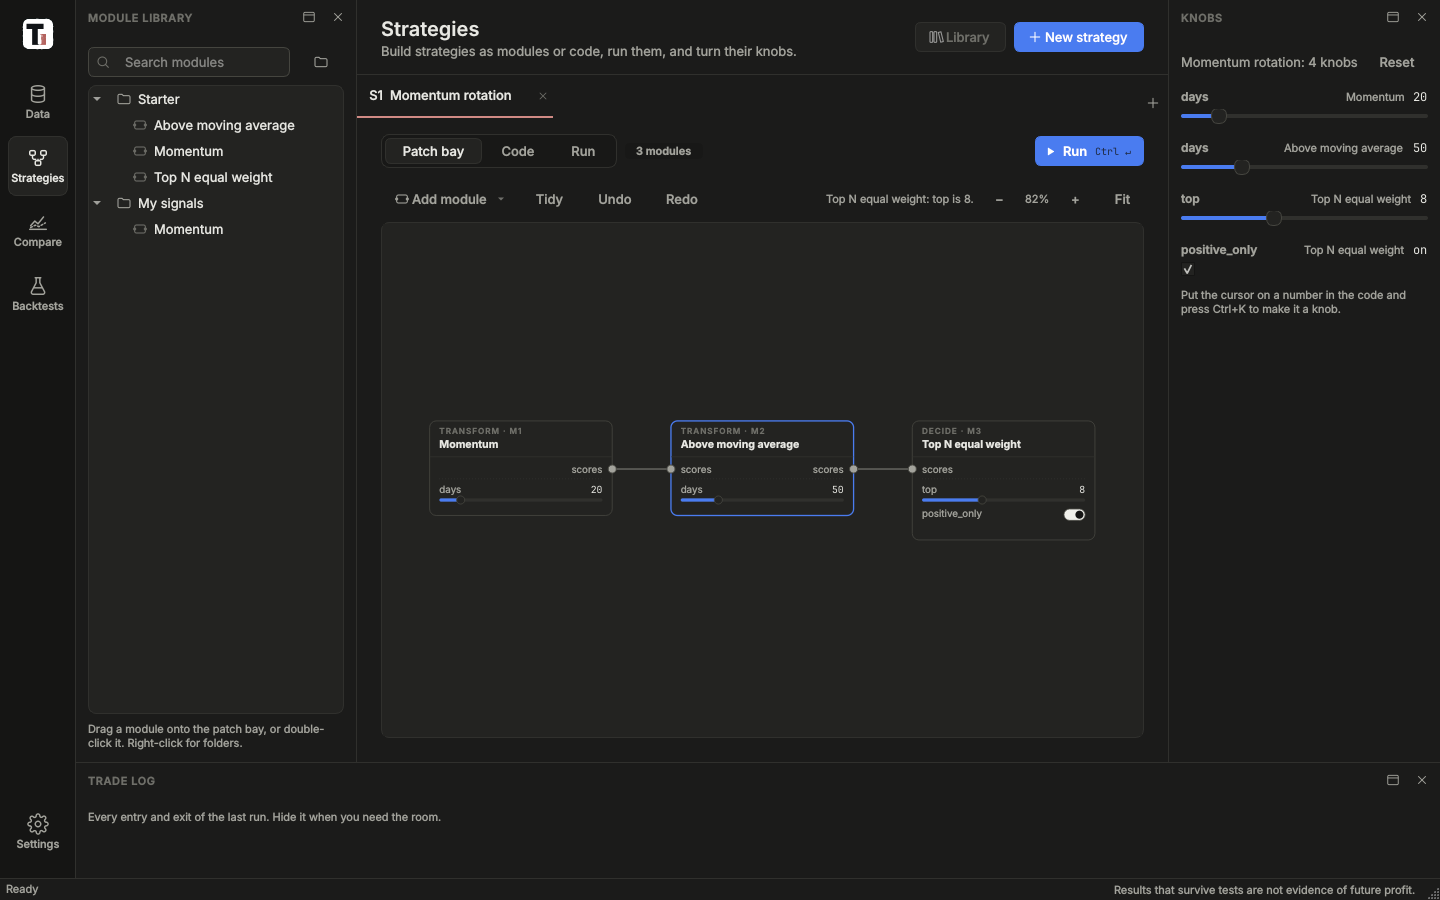 MODULE LIBRARY
Search modules
Starter
Above moving average
Momentum
Top N equal weight
My signals
Momentum
Drag a module onto the patch bay, or double-
click it. Right-click for folders.
Data
Strategies
Compare
Backtests
Settings
Strategies
Build strategies as modules or code, run them, and turn their knobs.
Library
New strategy
S1 Momentum rotation
Patch bay
Code
Run
3 modules
Run Ctrl ↵
Add module
Tidy
Undo
Redo
Top N equal weight: top is 8.
− 82% +
Fit
TRANSFORM · M1
Momentum
scores
days 20
TRANSFORM · M2
Above moving average
scores scores
days 50
DECIDE · M3
Top N equal weight
scores
top 8
positive_only
KNOBS
Momentum rotation: 4 knobs Reset
days Momentum 20
days Above moving average 50
top Top N equal weight 8
positive_only Top N equal weight on
Put the cursor on a number in the code and
press Ctrl+K to make it a knob.
TRADE LOG
Every entry and exit of the last run. Hide it when you need the room.
Ready
Results that survive tests are not evidence of future profit.